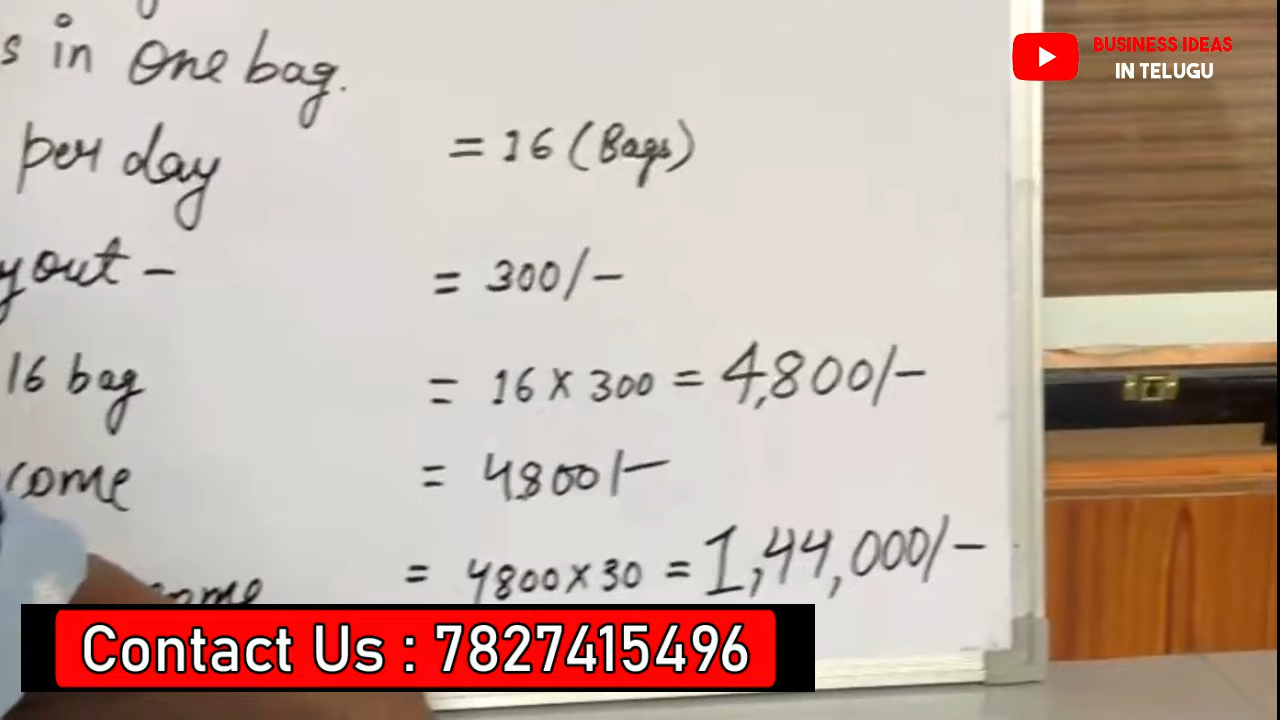 BUSINESS IDEAS
IN TELUGU
s in One bag.
per day = 16 (Bags)
yout - = 300/-
16 bag = 16 x 300 = 4,800/-
come = 4800/-
ome = 4800 x 30 = 1,44,000/-
Contact Us : 7827415496